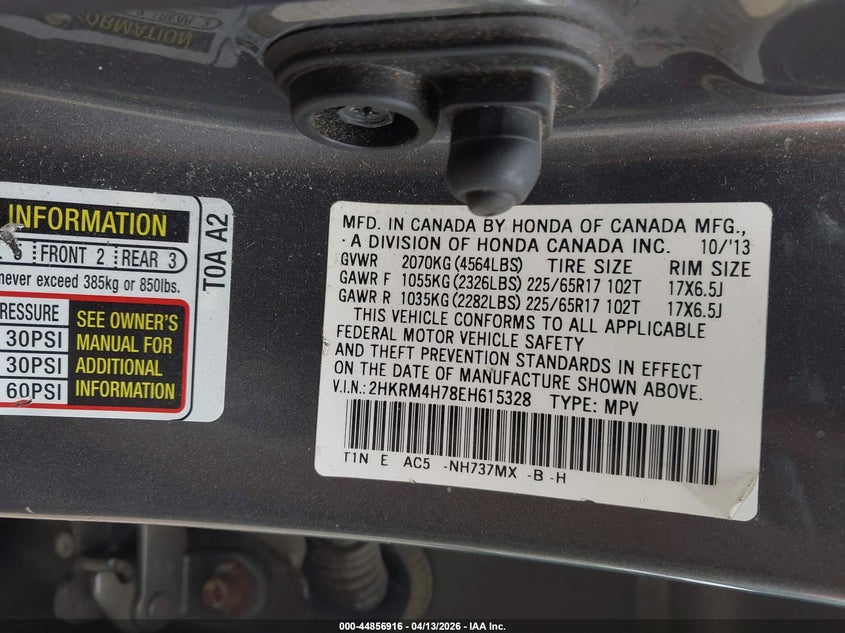 INFORMATION
FRONT 2 REAR 3
never exceed 385kg or 850lbs.
PRESSURE
30PSI
30PSI
60PSI
SEE OWNER'S
MANUAL FOR
ADDITIONAL
INFORMATION
T0A A2
MFD. IN CANADA BY HONDA OF CANADA MFG.,
A DIVISION OF HONDA CANADA INC. 10/'13
GVWR 2070KG (4564LBS) TIRE SIZE RIM SIZE
GAWR F 1055KG (2326LBS) 225/65R17 102T 17X6.5J
GAWR R 1035KG (2282LBS) 225/65R17 102T 17X6.5J
THIS VEHICLE CONFORMS TO ALL APPLICABLE
FEDERAL MOTOR VEHICLE SAFETY
AND THEFT PREVENTION STANDARDS IN EFFECT
ON THE DATE OF MANUFACTURE SHOWN ABOVE.
V.I.N.:2HKRM4H78EH615328 TYPE: MPV
T1N E AC5 -NH737MX -B -H
000-44856916 - 04/13/2026 - IAA Inc.